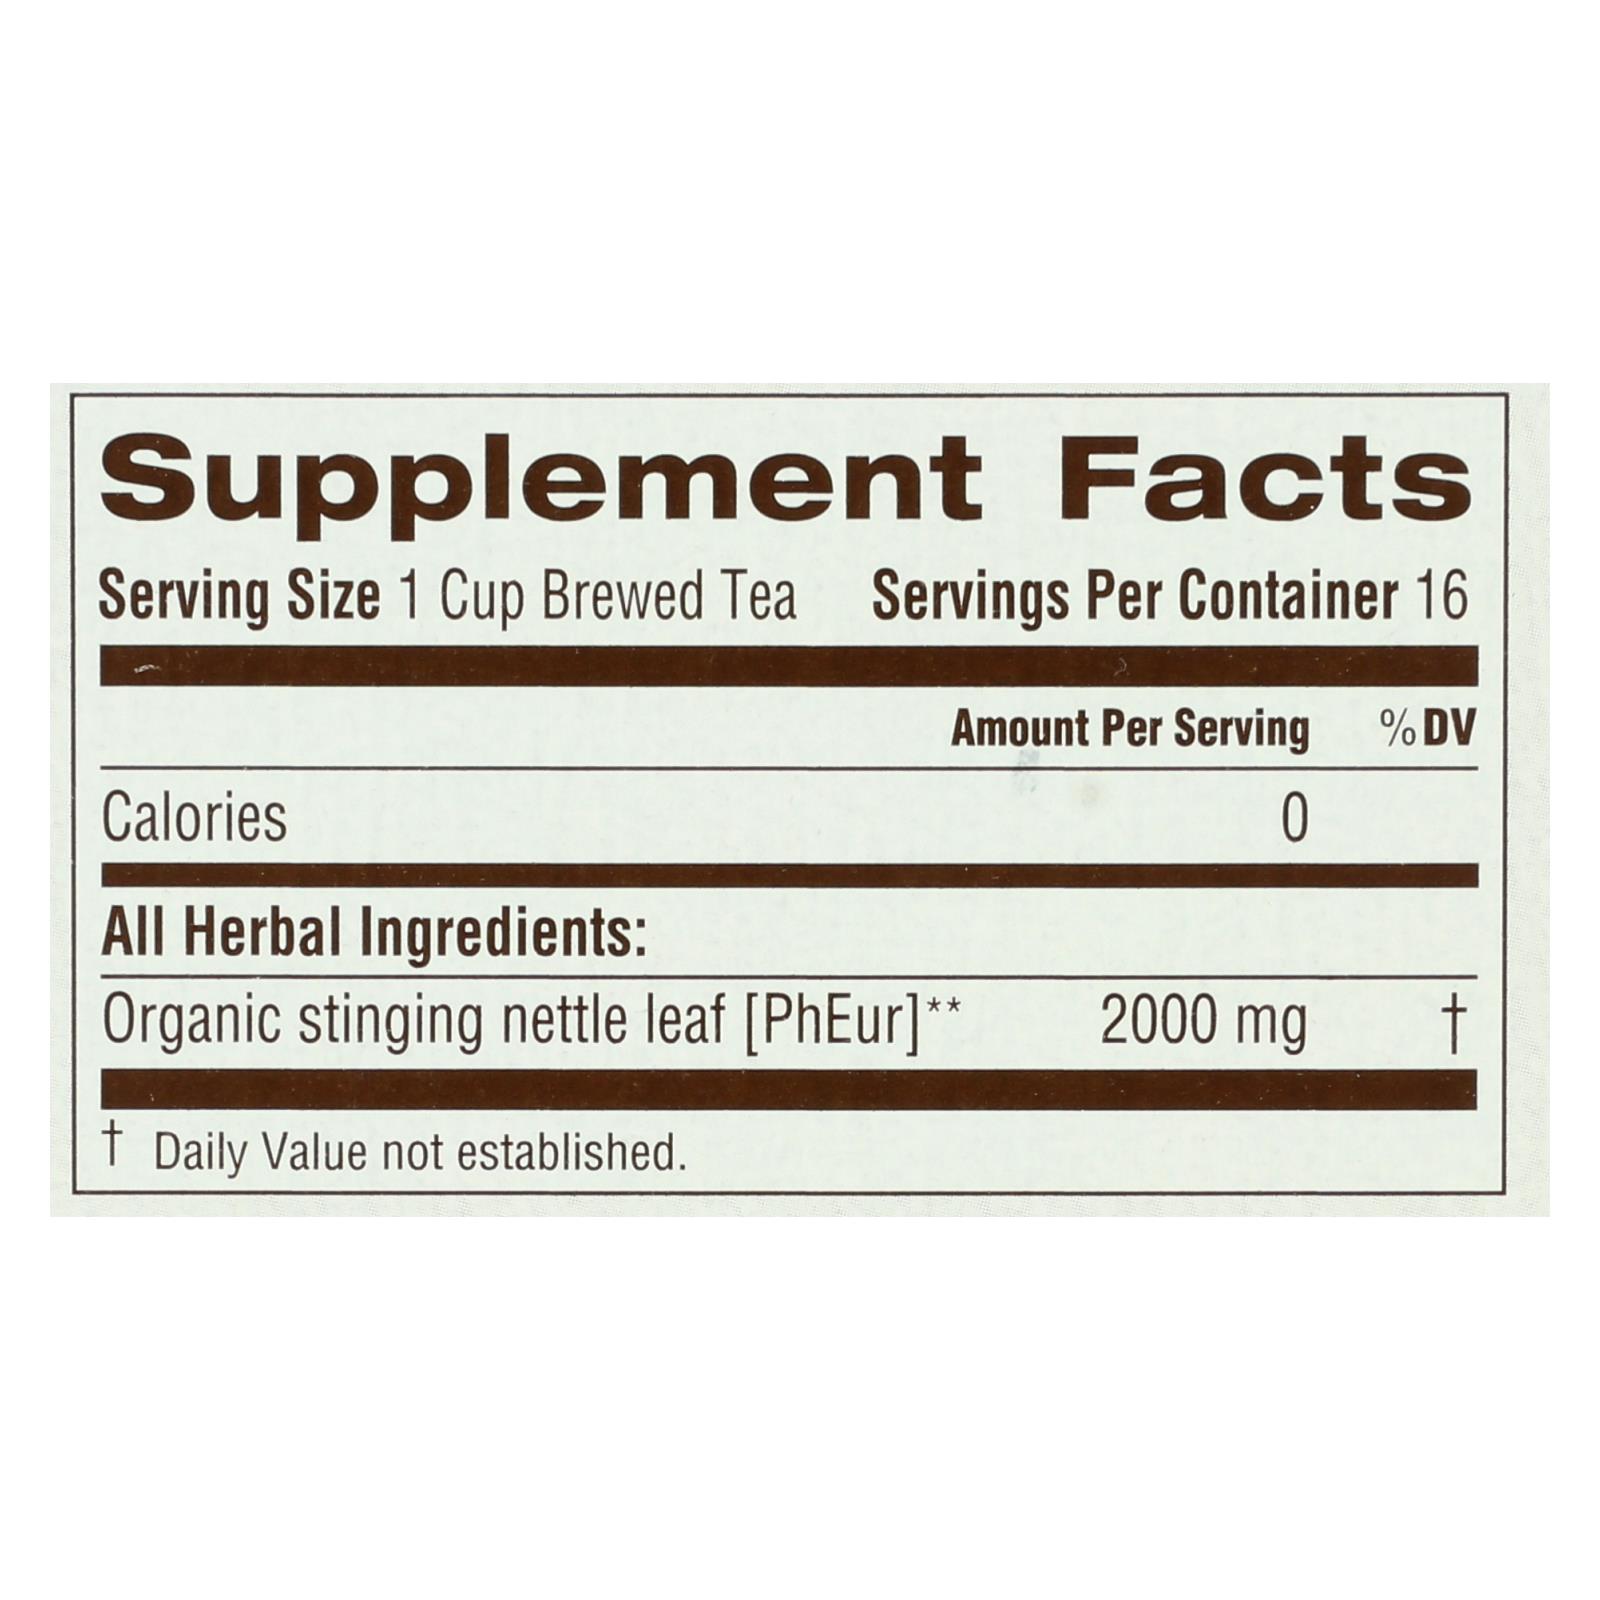 Supplement Facts
Serving Size 1 Cup Brewed Tea Servings Per Container 16
Amount Per Serving %DV
Calories 0
All Herbal Ingredients:
Organic stinging nettle leaf [PhEur]** 2000 mg †
† Daily Value not established.